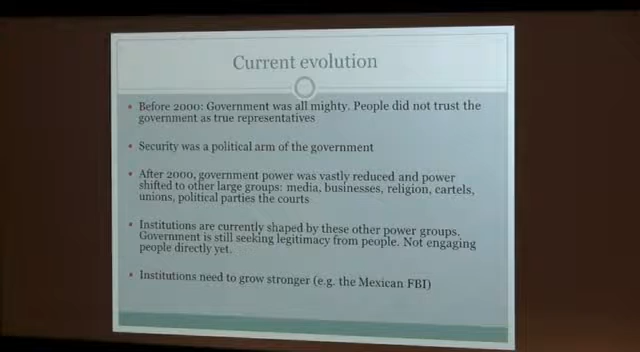 Current evolution
• Before 2000: Government was all mighty. People did not trust the
government as true representatives
• Security was a political arm of the government
• After 2000, government power was vastly reduced and power
shifted to other large groups: media, businesses, religion, cartels,
unions, political parties the courts
• Institutions are currently shaped by these other power groups.
Government is still seeking legitimacy from people. Not engaging
people directly yet.
• Institutions need to grow stronger (e.g. the Mexican FBI)